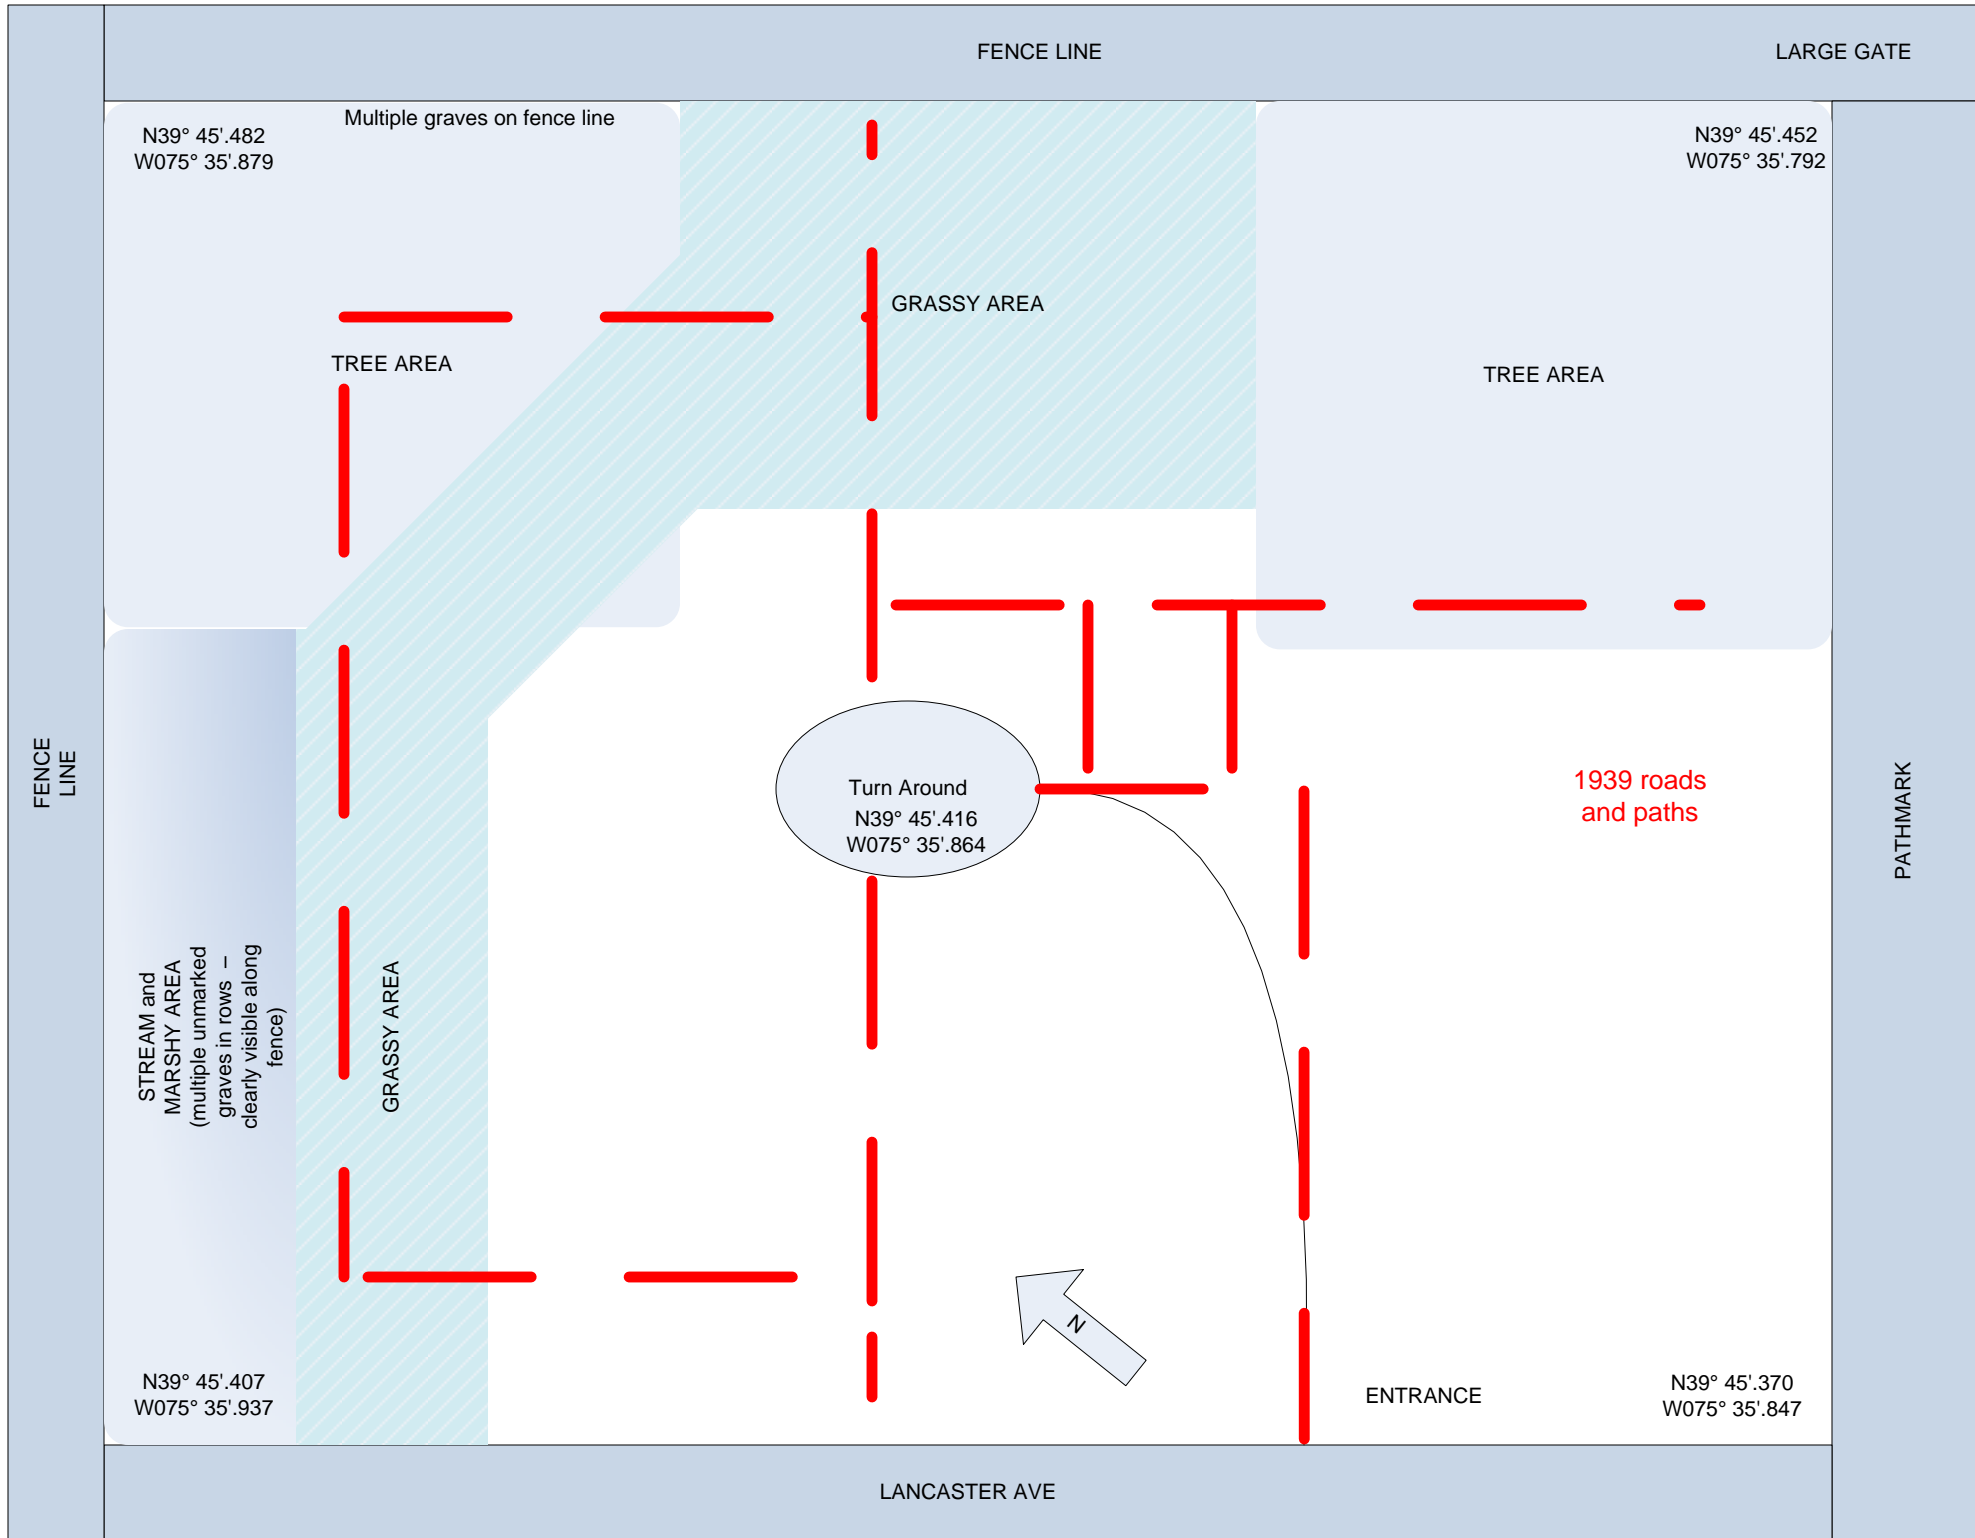 FENCE LINE
LARGE GATE
Multiple graves on fence line
N39° 45'.482
W075° 35'.879
N39° 45'.452
W075° 35'.792
GRASSY AREA
TREE AREA
TREE AREA
FENCE
LINE
Turn Around
N39° 45'.416
W075° 35'.864
1939 roads
and paths
PATHMARK
STREAM and
MARSHY AREA
(multiple unmarked
graves in rows –
clearly visible along
fence)
GRASSY AREA
N
N39° 45'.407
W075° 35'.937
ENTRANCE
N39° 45'.370
W075° 35'.847
LANCASTER AVE